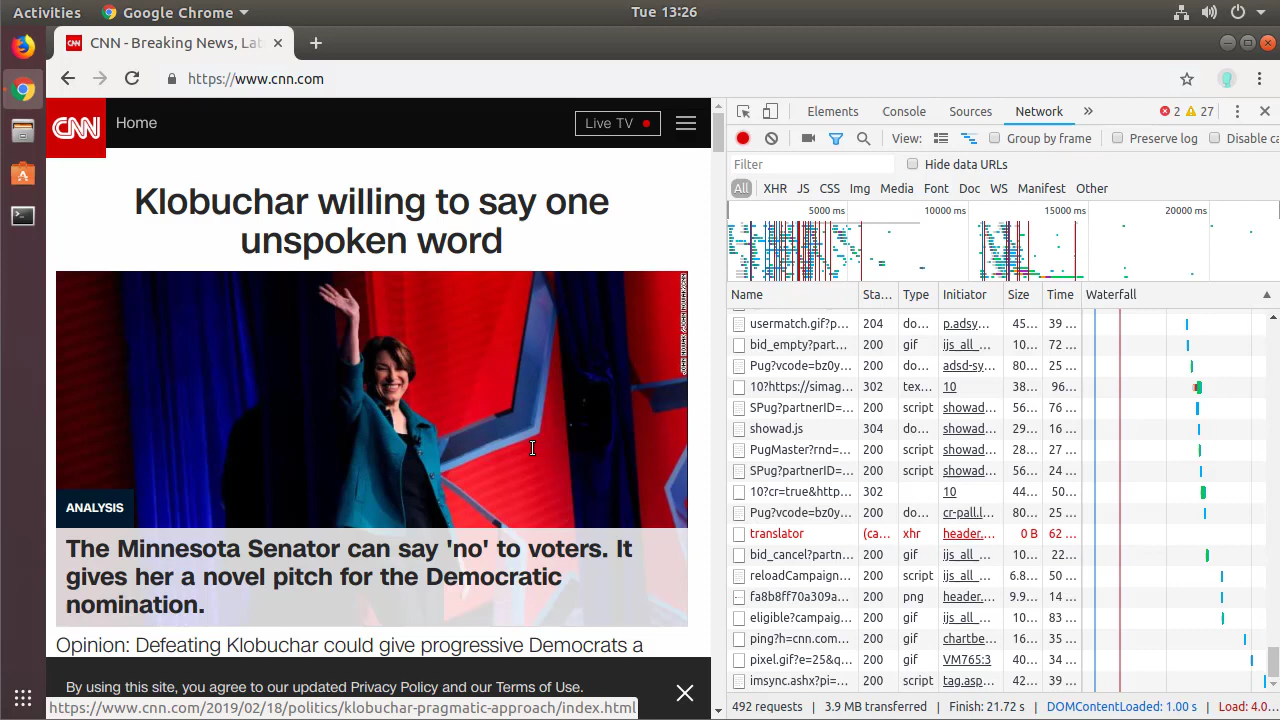 Activities
Google Chrome
Tue 13:26
CNN - Breaking News, Lat
https://www.cnn.com
CNN
Home
Live TV
Klobuchar willing to say one
unspoken word
ANALYSIS
The Minnesota Senator can say 'no' to voters. It
gives her a novel pitch for the Democratic
nomination.
Opinion: Defeating Klobuchar could give progressive Democrats a
By using this site, you agree to our updated Privacy Policy and our Terms of Use.
https://www.cnn.com/2019/02/18/politics/klobuchar-pragmatic-approach/index.html
Elements Console Sources Network 2 27
View: Group by frame Preserve log Disable ca
Filter Hide data URLs
All XHR JS CSS Img Media Font Doc WS Manifest Other
5000 ms 10000 ms 15000 ms 20000 ms
Name Sta... Type Initiator Size Time Waterfall
usermatch.gif?p... 204 do... p.adsy... 45... 39 ...
bid_empty?part... 200 gif ijs_all_... 10... 72 ...
Pug?vcode=bz0y... 200 do... adsd-sy... 80... 25 ...
10?https://simag... 302 tex... 10 38... 96...
SPug?partnerID=... 200 script showad... 56... 76 ...
showad.js 304 do... showad... 29... 16 ...
PugMaster?rnd=... 200 script showad... 28... 27 ...
SPug?partnerID=... 200 script showad... 56... 24 ...
10?cr=true&http... 302 10 44... 50...
Pug?vcode=bz0y... 200 do... cr-pall.l... 80... 25 ...
translator (ca... xhr header.... 0 B 62 ...
bid_cancel?partn... 200 gif ijs_all_... 10... 22...
reloadCampaign... 200 script ijs_all_... 6.8... 50 ...
fa8b8ff70a309a... 200 png header.... 9.9... 14 ...
eligible?campaig... 200 gif ijs_all_... 10... 83 ...
ping?h=cnn.com... 200 gif chartbe... 16... 35 ...
pixel.gif?e=25&q... 200 gif VM765:3 40... 34 ...
imsync.ashx?pi=... 200 script tag.asp... 42... 39 ...
492 requests 3.9 MB transferred Finish: 21.72 s DOMContentLoaded: 1.00 s Load: 4.0...